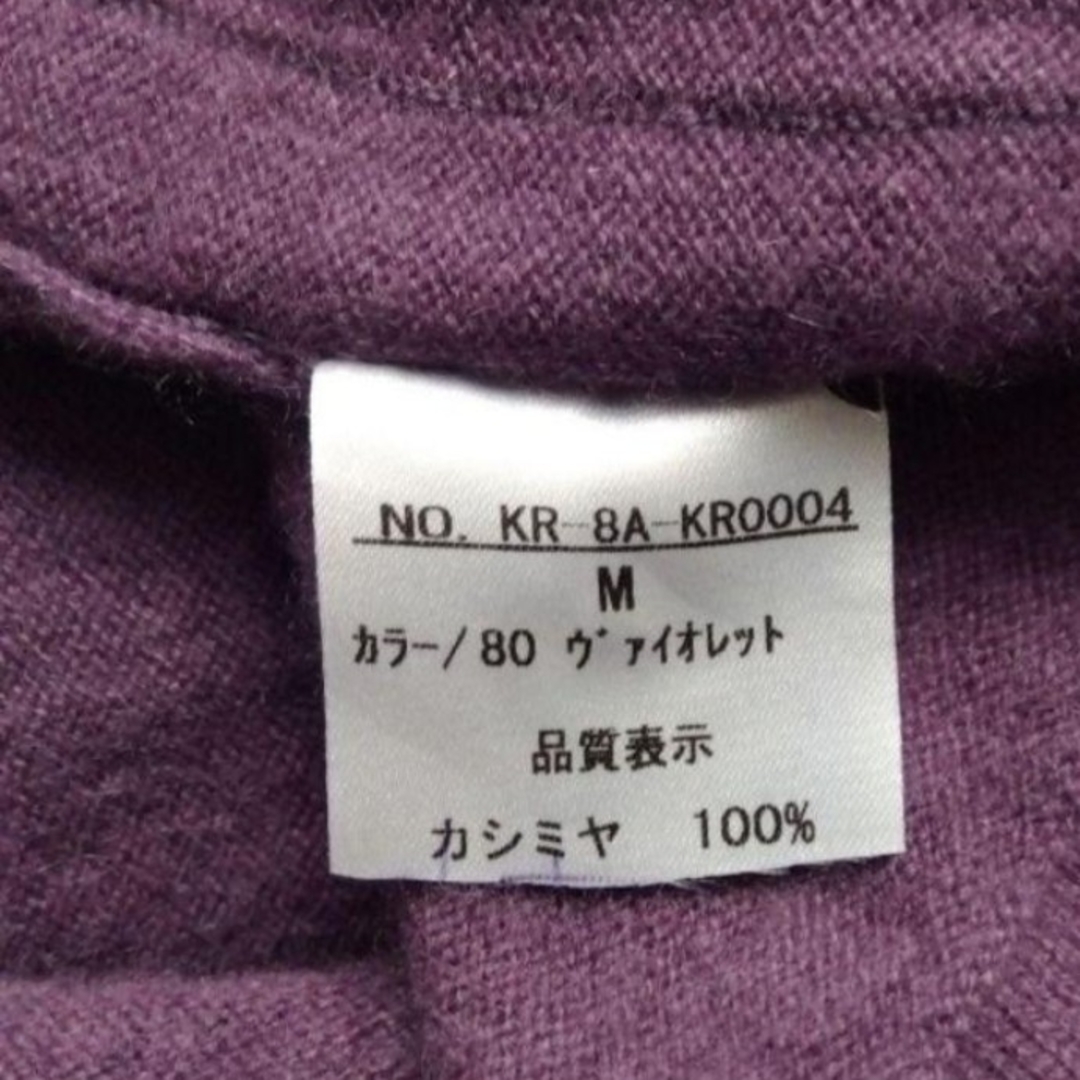 NO. KR-8A-KR0004
M
カラー/80 ヴァイオレット
品質表示
カシミヤ 100%